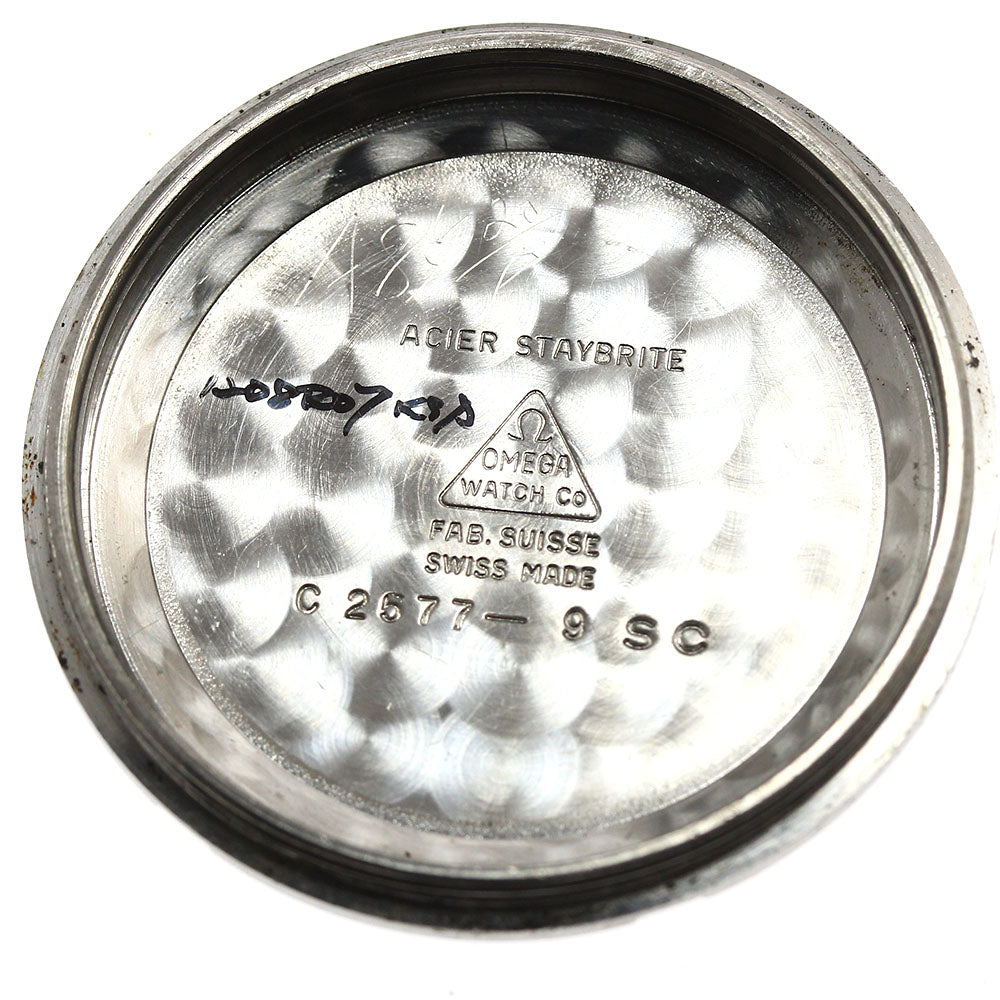 ACIER STAYBRITE
Ω
OMEGA
WATCH Co
FAB. SUISSE
SWISS MADE
C 2577 — 9 SC